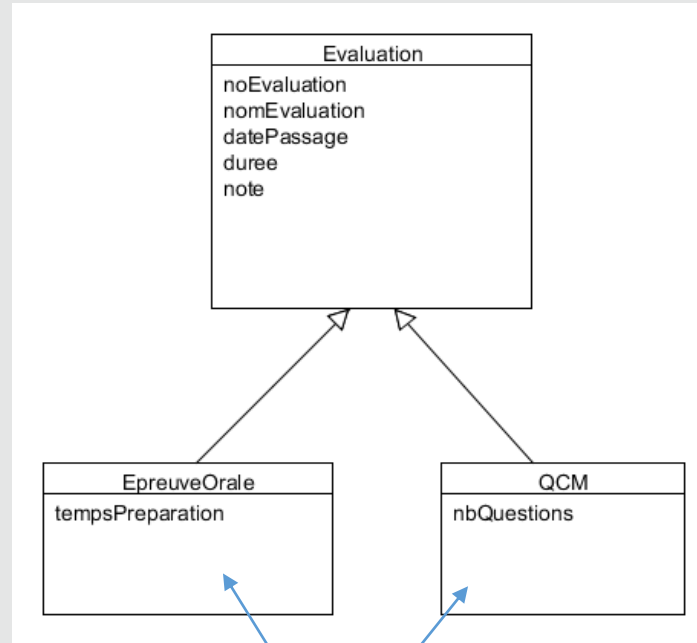 Evaluation
noEvaluation
nomEvaluation
datePassage
duree
note
EpreuveOrale
tempsPreparation
QCM
nbQuestions